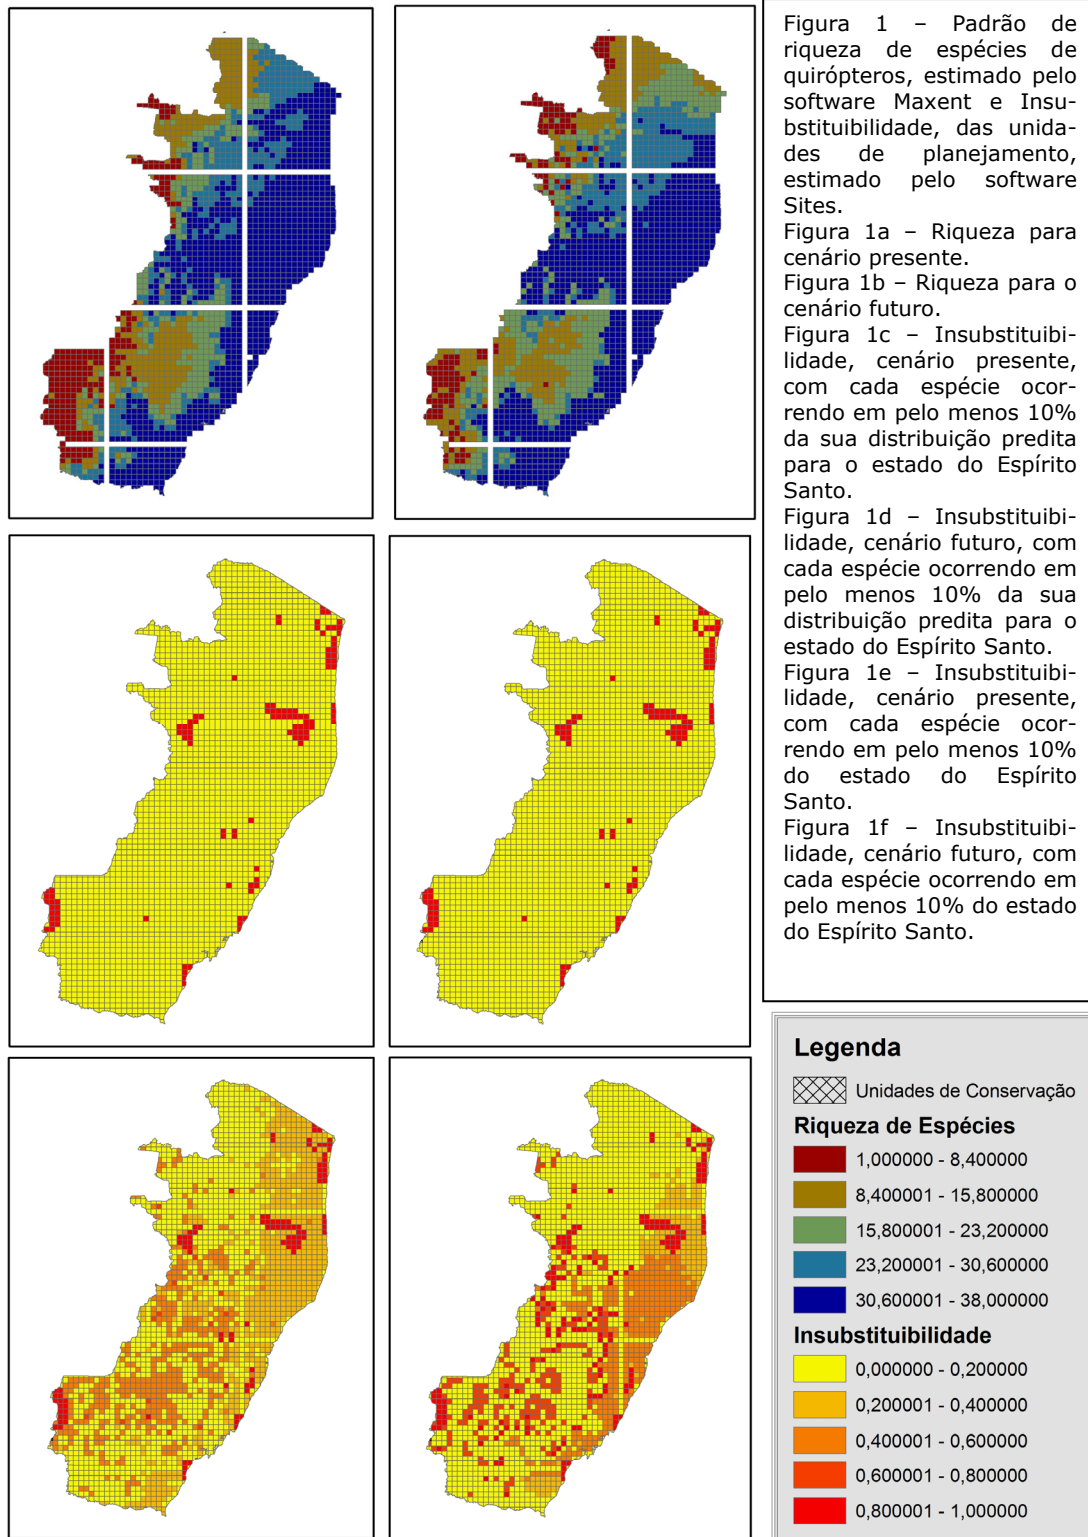 Figura 1 – Padrão de
riqueza de espécies de
quirópteros, estimado pelo
software Maxent e Insu-
bstituibilidade, das unida-
des de planejamento,
estimado pelo software
Sites.
Figura 1a – Riqueza para
cenário presente.
Figura 1b – Riqueza para o
cenário futuro.
Figura 1c – Insubstituibi-
lidade, cenário presente,
com cada espécie ocor-
rendo em pelo menos 10%
da sua distribuição predita
para o estado do Espírito
Santo.
Figura 1d – Insubstituibi-
lidade, cenário futuro, com
cada espécie ocorrendo em
pelo menos 10% da sua
distribuição predita para o
estado do Espírito Santo.
Figura 1e – Insubstituibi-
lidade, cenário presente,
com cada espécie ocor-
rendo em pelo menos 10%
do estado do Espírito
Santo.
Figura 1f – Insubstituibi-
lidade, cenário futuro, com
cada espécie ocorrendo em
pelo menos 10% do estado
do Espírito Santo.
Legenda
Unidades de Conservação
Riqueza de Espécies
1,000000 - 8,400000
8,400001 - 15,800000
15,800001 - 23,200000
23,200001 - 30,600000
30,600001 - 38,000000
Insubstituibilidade
0,000000 - 0,200000
0,200001 - 0,400000
0,400001 - 0,600000
0,600001 - 0,800000
0,800001 - 1,000000